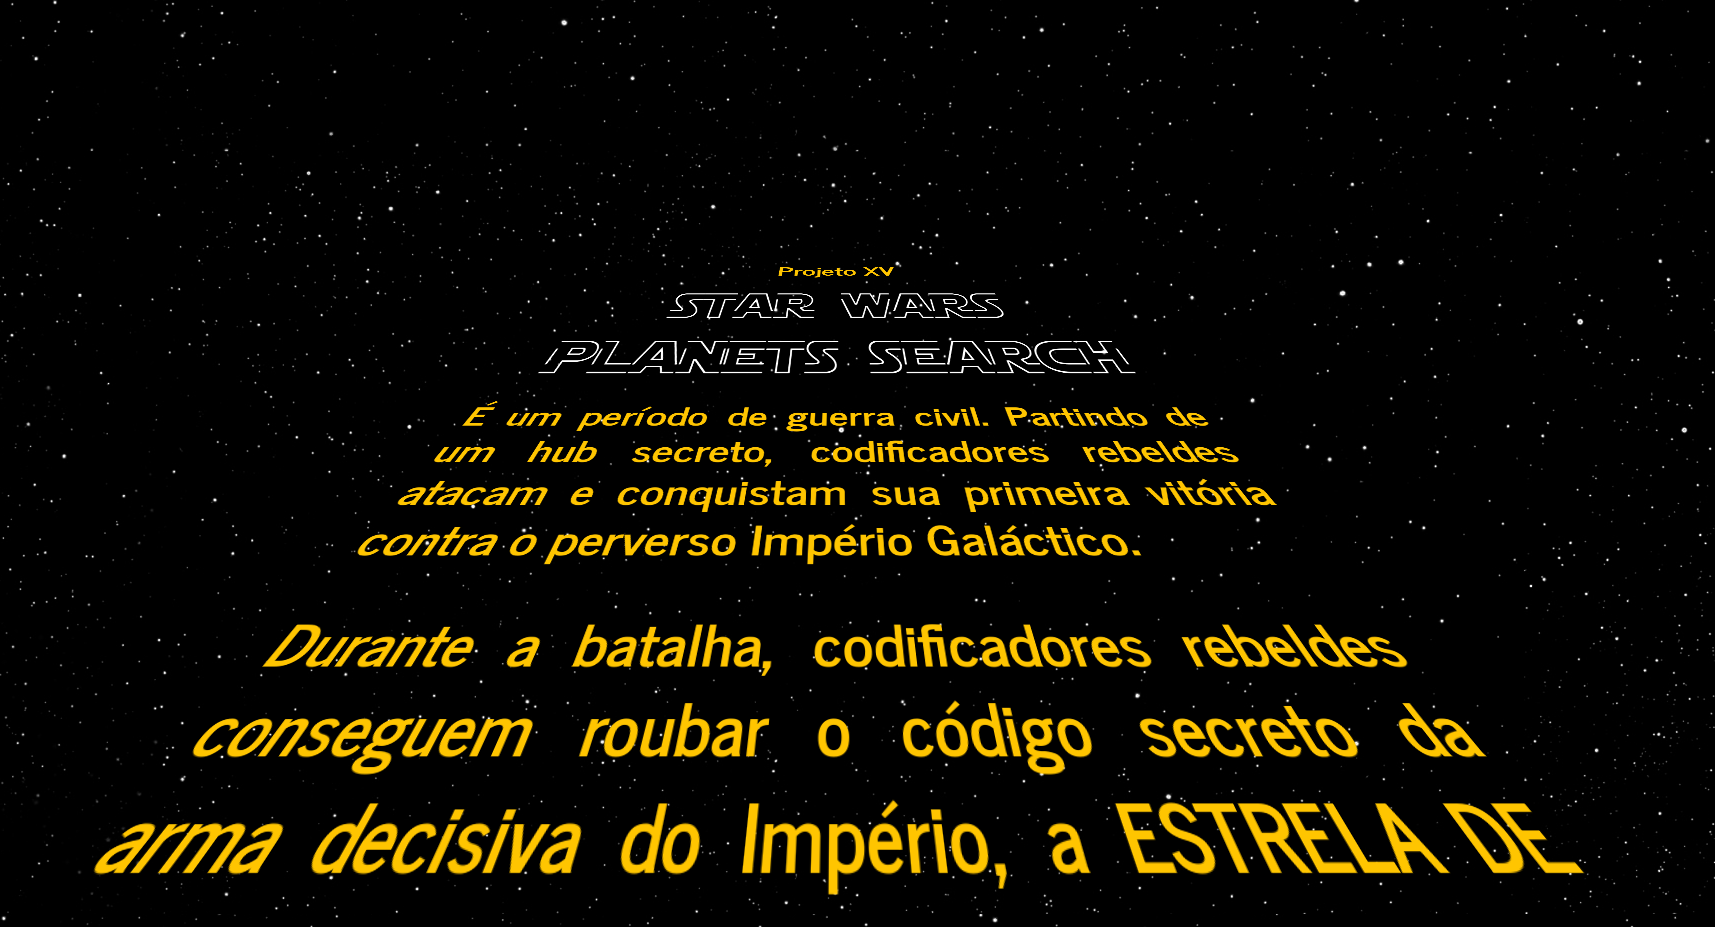 Projeto XV
STAR WARS
PLANETS SEARCH
É um período de guerra civil. Partindo de
um hub secreto, codificadores rebeldes
atacam e conquistam sua primeira vitória
contra o perverso Império Galáctico.
Durante a batalha, codificadores rebeldes
conseguem roubar o código secreto da
arma decisiva do Império, a ESTRELA DE